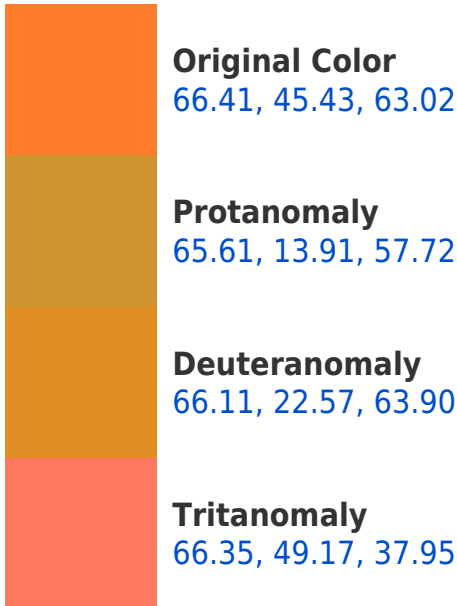 Original Color
66.41, 45.43, 63.02
Protanomaly
65.61, 13.91, 57.72
Deuteranomaly
66.11, 22.57, 63.90
Tritanomaly
66.35, 49.17, 37.95